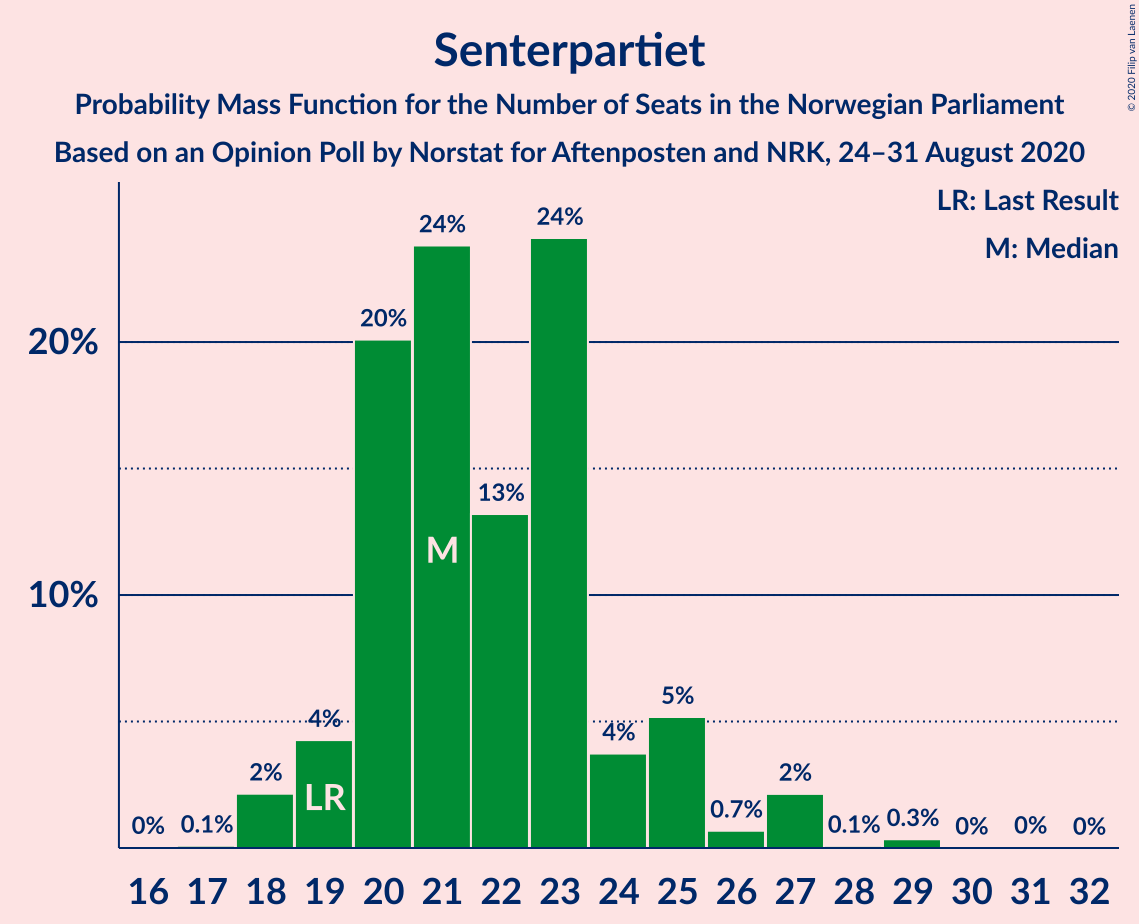 Senterpartiet
Probability Mass Function for the Number of Seats in the Norwegian Parliament
Based on an Opinion Poll by Norstat for Aftenposten and NRK, 24–31 August 2020
© 2020 Filip van Laenen
LR: Last Result
M: Median
20%
10%
0%
0.1%
2%
4%
20%
24%
13%
24%
4%
5%
0.7%
2%
0.1%
0.3%
0%
0%
0%
LR
M
16 17 18 19 20 21 22 23 24 25 26 27 28 29 30 31 32